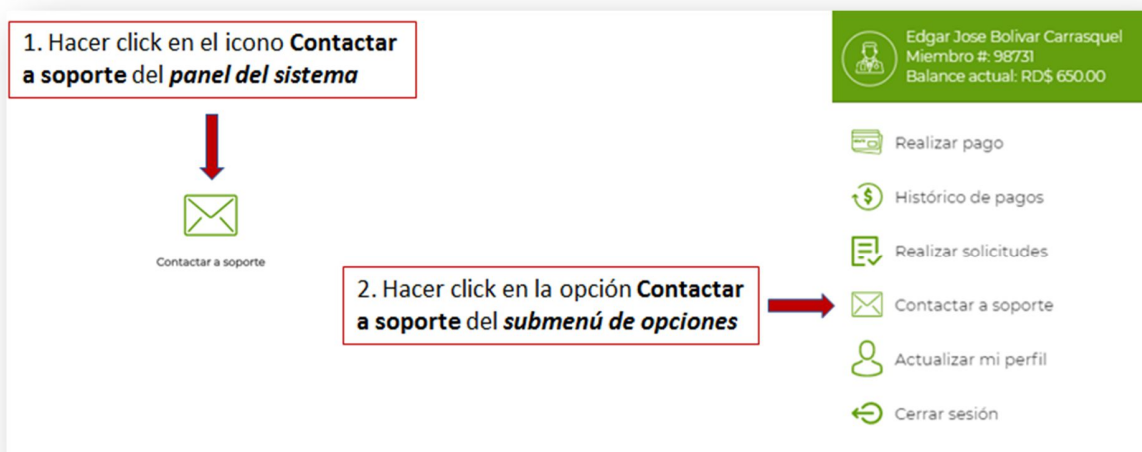 1. Hacer click en el icono Contactar
a soporte del panel del sistema
Contactar a soporte
2. Hacer click en la opción Contactar
a soporte del submenú de opciones
Edgar Jose Bolivar Carrasquel
Miembro #: 98731
Balance actual: RD$ 650.00
Realizar pago
Histórico de pagos
Realizar solicitudes
Contactar a soporte
Actualizar mi perfil
Cerrar sesión